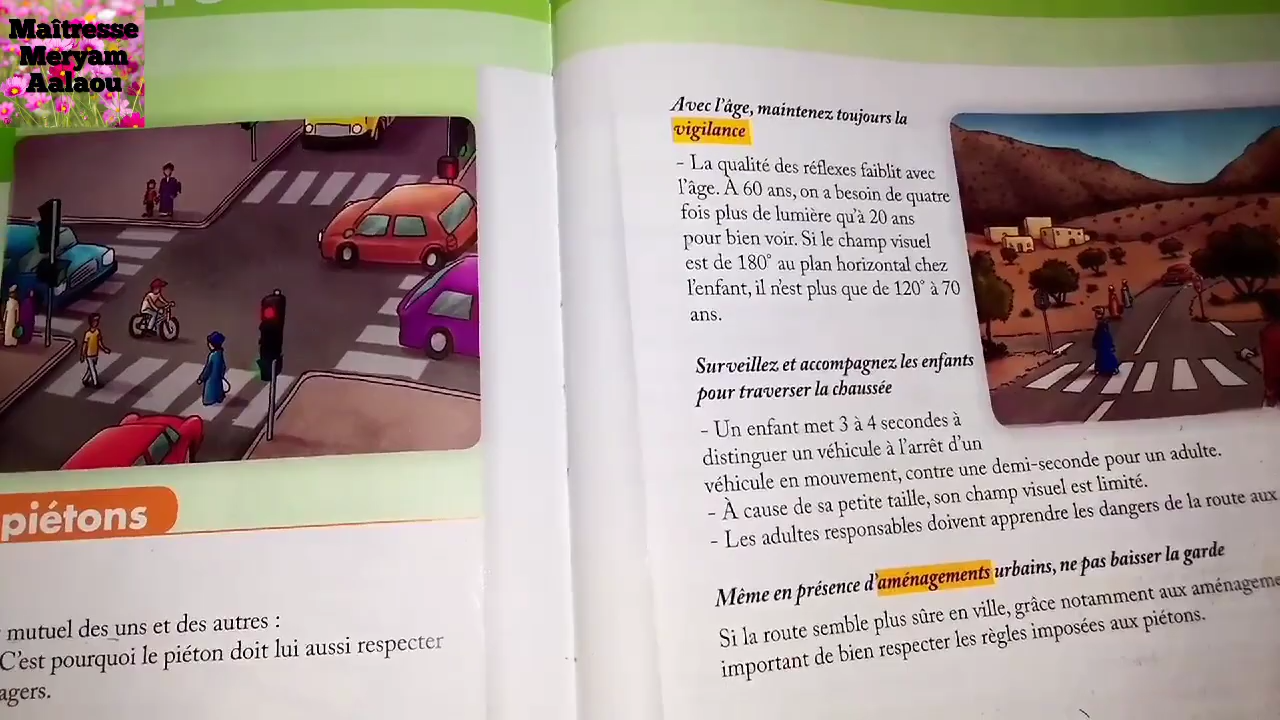 Maîtresse
Meryam
Aalaou
piétons
mutuel des uns et des autres :
C'est pourquoi le piéton doit lui aussi respecter
agers.
Avec l'âge, maintenez toujours la
vigilance
- La qualité des réflexes faiblit avec
l'âge. À 60 ans, on a besoin de quatre
fois plus de lumière qu'à 20 ans
pour bien voir. Si le champ visuel
est de 180° au plan horizontal chez
l'enfant, il n'est plus que de 120° à 70
ans.
Surveillez et accompagnez les enfants
pour traverser la chaussée
- Un enfant met 3 à 4 secondes à
distinguer un véhicule à l'arrêt d'un
véhicule en mouvement, contre une demi-seconde pour un adulte.
- À cause de sa petite taille, son champ visuel est limité.
- Les adultes responsables doivent apprendre les dangers de la route aux
Même en présence d'aménagements urbains, ne pas baisser la garde
Si la route semble plus sûre en ville, grâce notamment aux aménageme
important de bien respecter les règles imposées aux piétons.